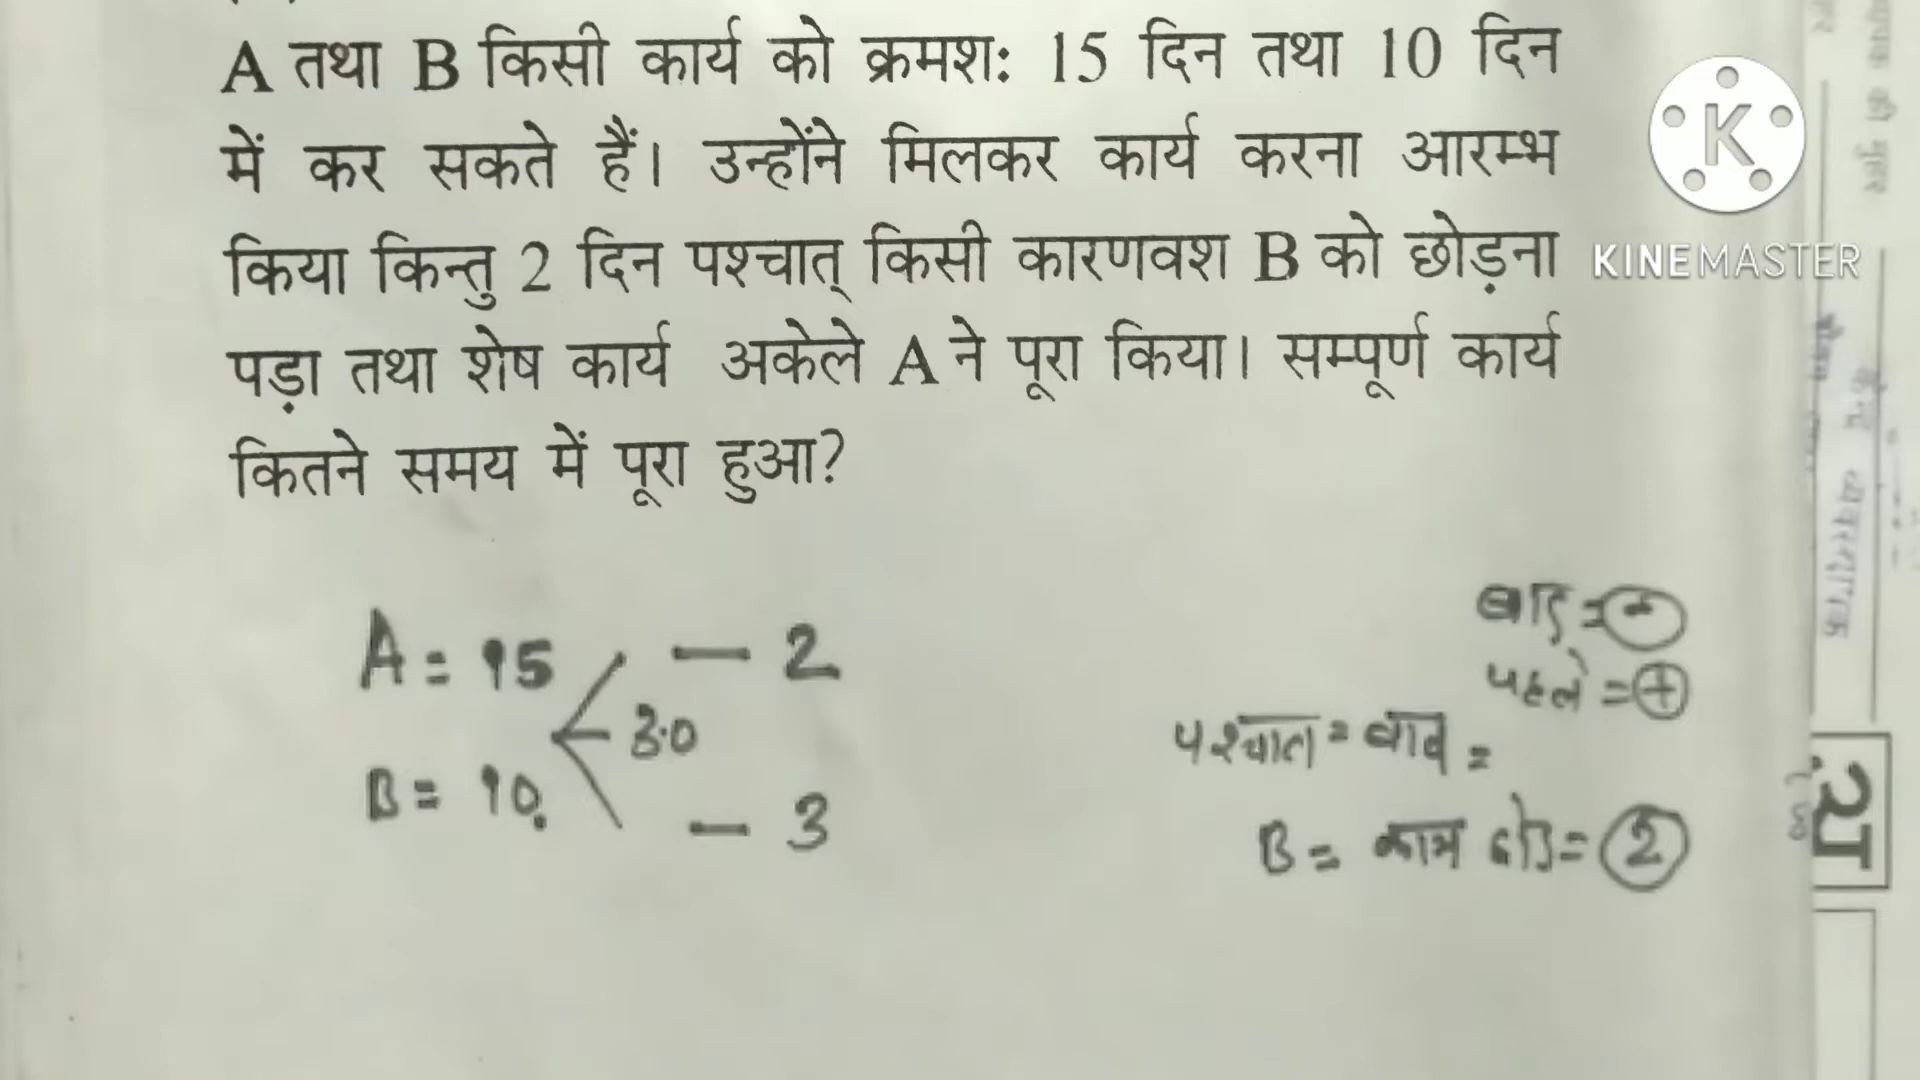 A तथा B किसी कार्य को क्रमश: 15 दिन तथा 10 दिन
में कर सकते हैं। उन्होंने मिलकर कार्य करना आरम्भ
किया किन्तु 2 दिन पश्चात् किसी कारणवश B को छोड़ना
पड़ा तथा शेष कार्य अकेले A ने पूरा किया। सम्पूर्ण कार्य
कितने समय में पूरा हुआ?
K
KINEMASTER
A = 15 — 2
30
B = 10 — 3
बाद = -
पहले = +
पश्चात = बाद =
B = काम छोड़ = 2